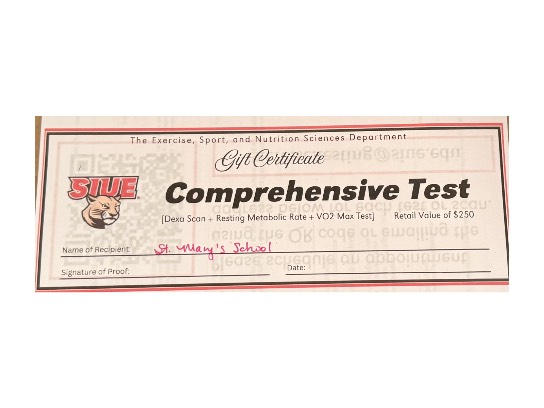 The Exercise, Sport, and Nutrition Sciences Department
Gift Certificate
SIUE
Comprehensive Test
[Dexa Scan + Resting Metabolic Rate + VO2 Max Test] Retail Value of $250
Name of Recipient: St. Mary's School
Signature of Proof: Date: